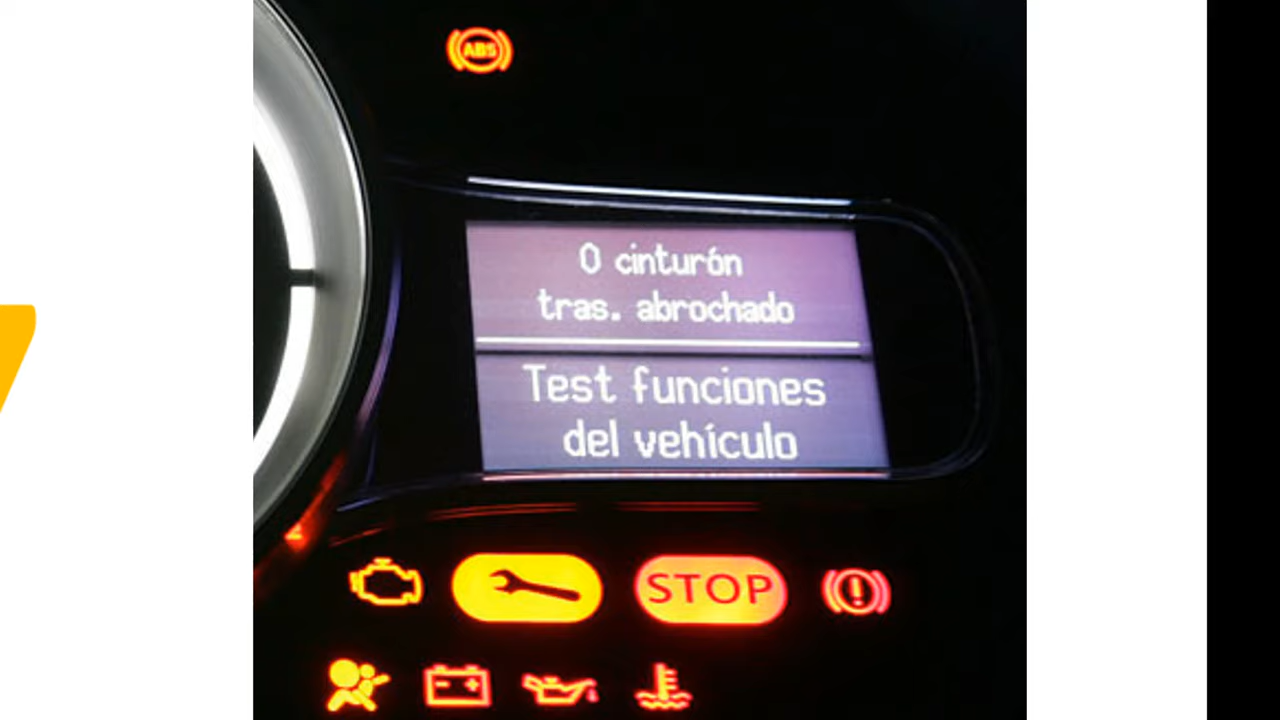 ABS
0 cinturón
tras. abrochado
Test funciones
del vehículo
STOP